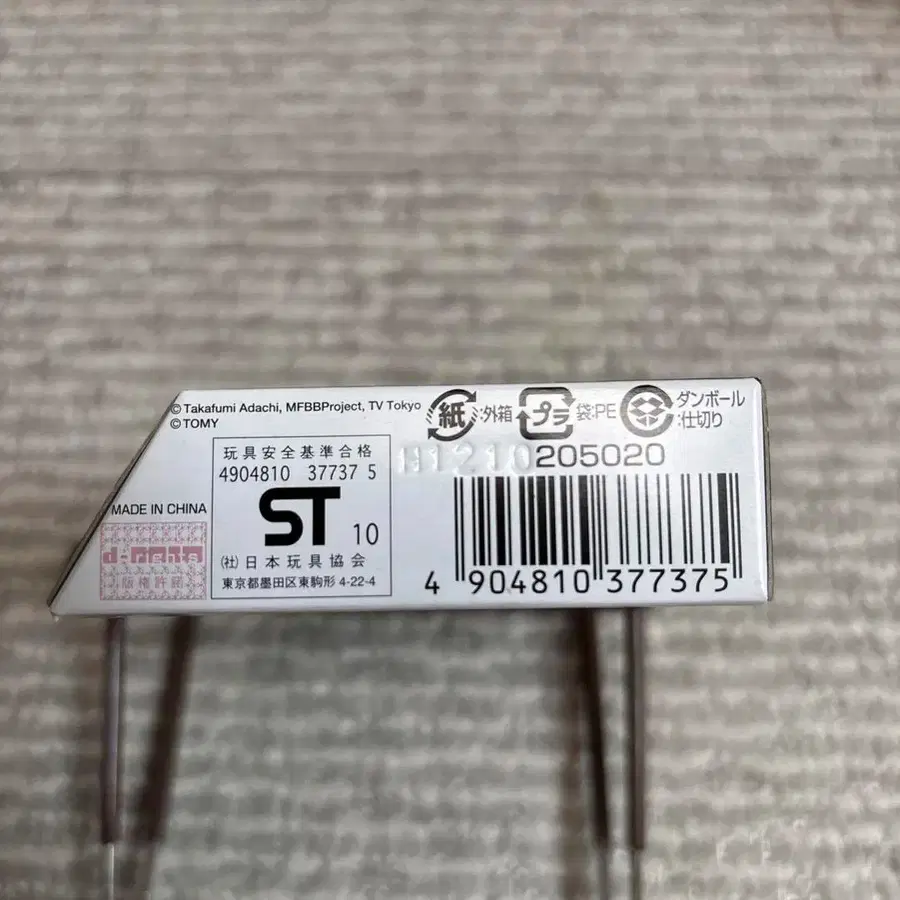 © Takafumi Adachi, MFBBProject, TV Tokyo
© TOMY
紙:外箱
プラ 袋:PE
ダンボール
:仕切り
玩具安全基準合格
4904810 37737 5
ST 10
(社)日本玩具協会
東京都墨田区東駒形 4-22-4
MADE IN CHINA
d-rights
版権許諾
H1210
205020
4 904810 377375